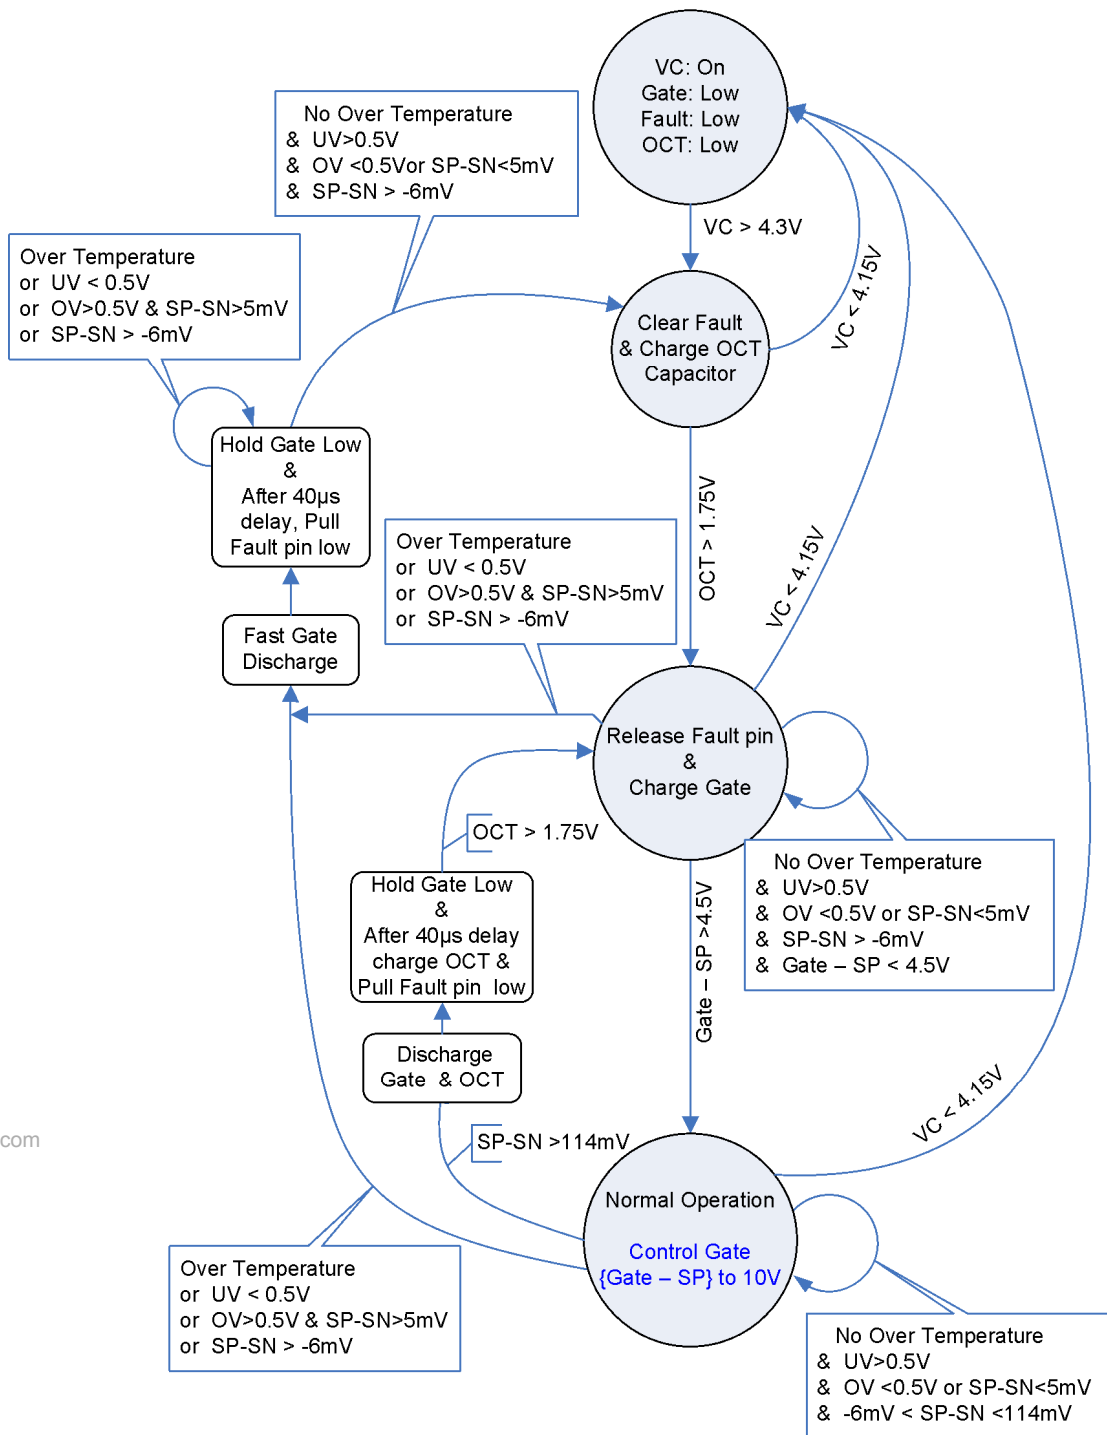 VC: On
Gate: Low
Fault: Low
OCT: Low
No Over Temperature
& UV>0.5V
& OV <0.5Vor SP-SN<5mV
& SP-SN > -6mV
VC > 4.3V
Over Temperature
or UV < 0.5V
or OV>0.5V & SP-SN>5mV
or SP-SN > -6mV
Clear Fault
& Charge OCT
Capacitor
VC < 4.15V
Hold Gate Low
&
After 40µs
delay, Pull
Fault pin low
OCT > 1.75V
VC < 4.15V
Over Temperature
or UV < 0.5V
or OV>0.5V & SP-SN>5mV
or SP-SN > -6mV
Fast Gate
Discharge
Release Fault pin
&
Charge Gate
OCT > 1.75V
No Over Temperature
& UV>0.5V
& OV <0.5V or SP-SN<5mV
& SP-SN > -6mV
& Gate – SP < 4.5V
Hold Gate Low
&
After 40µs delay
charge OCT &
Pull Fault pin low
Gate – SP >4.5V
Discharge
Gate & OCT
VC < 4.15V
com
SP-SN >114mV
Normal Operation
Control Gate
{Gate – SP} to 10V
Over Temperature
or UV < 0.5V
or OV>0.5V & SP-SN>5mV
or SP-SN > -6mV
No Over Temperature
& UV>0.5V
& OV <0.5V or SP-SN<5mV
& -6mV < SP-SN <114mV